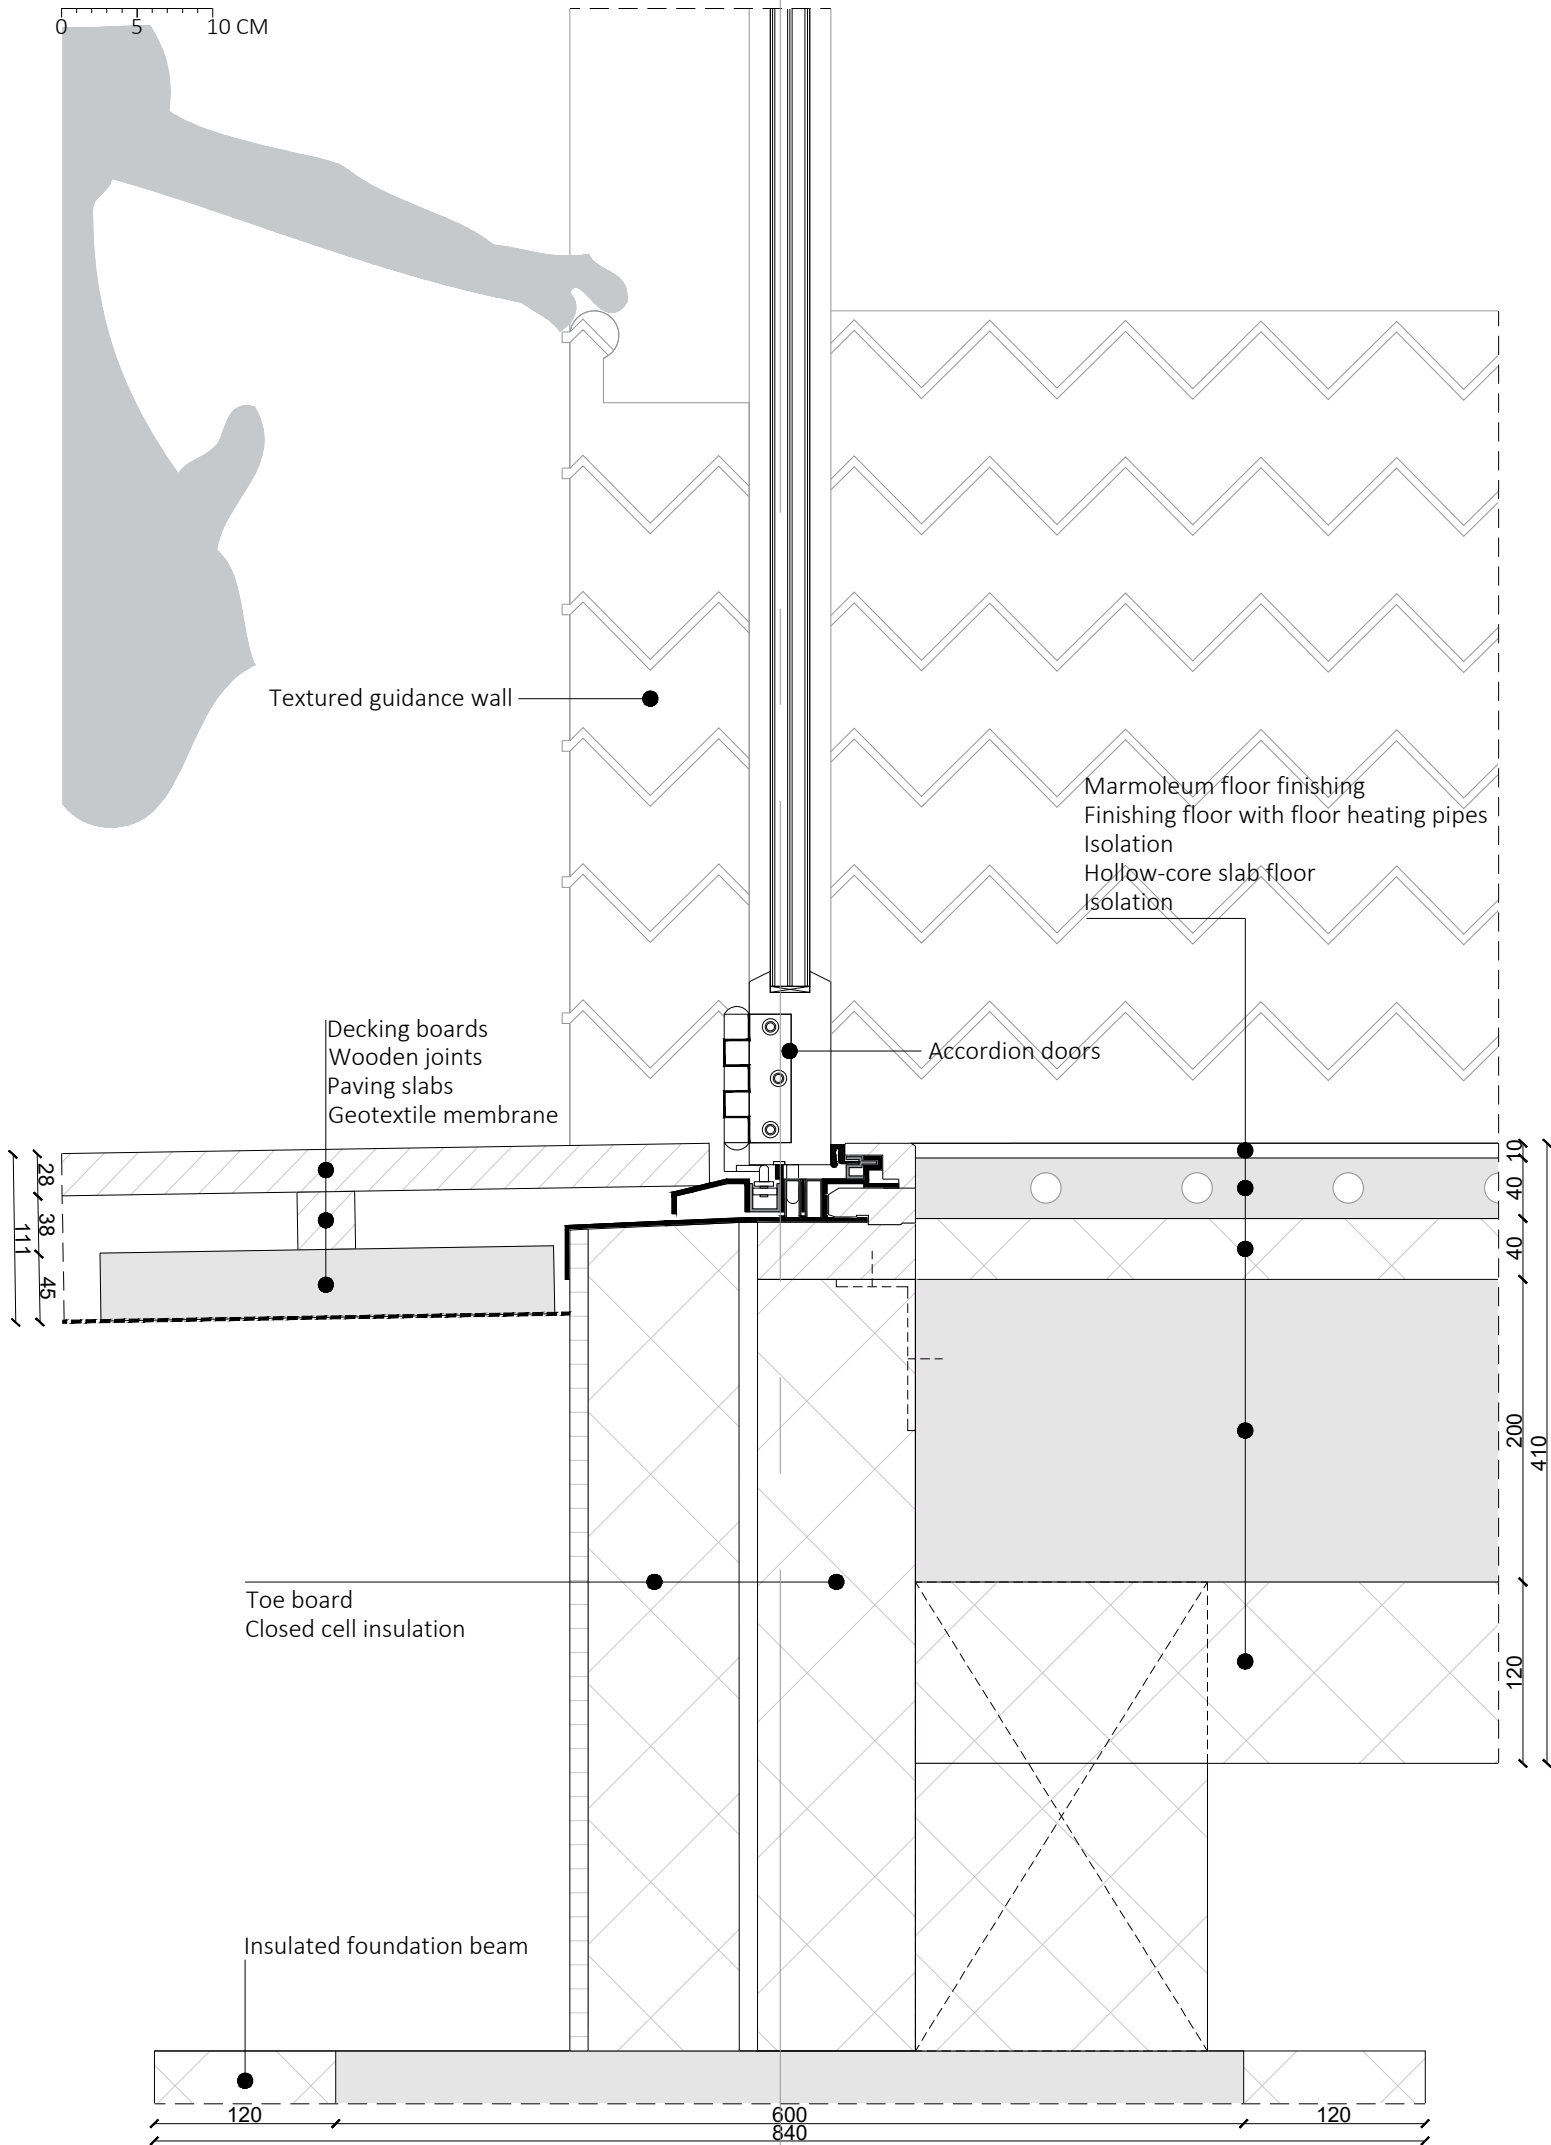 0 5 10 CM
Textured guidance wall
Marmoleum floor finishing
Finishing floor with floor heating pipes
Isolation
Hollow-core slab floor
Isolation
Decking boards
Wooden joints
Paving slabs
Geotextile membrane
Accordion doors
28
38
45
111
10
40
40
200
120
410
Toe board
Closed cell insulation
Insulated foundation beam
120 600 120
840